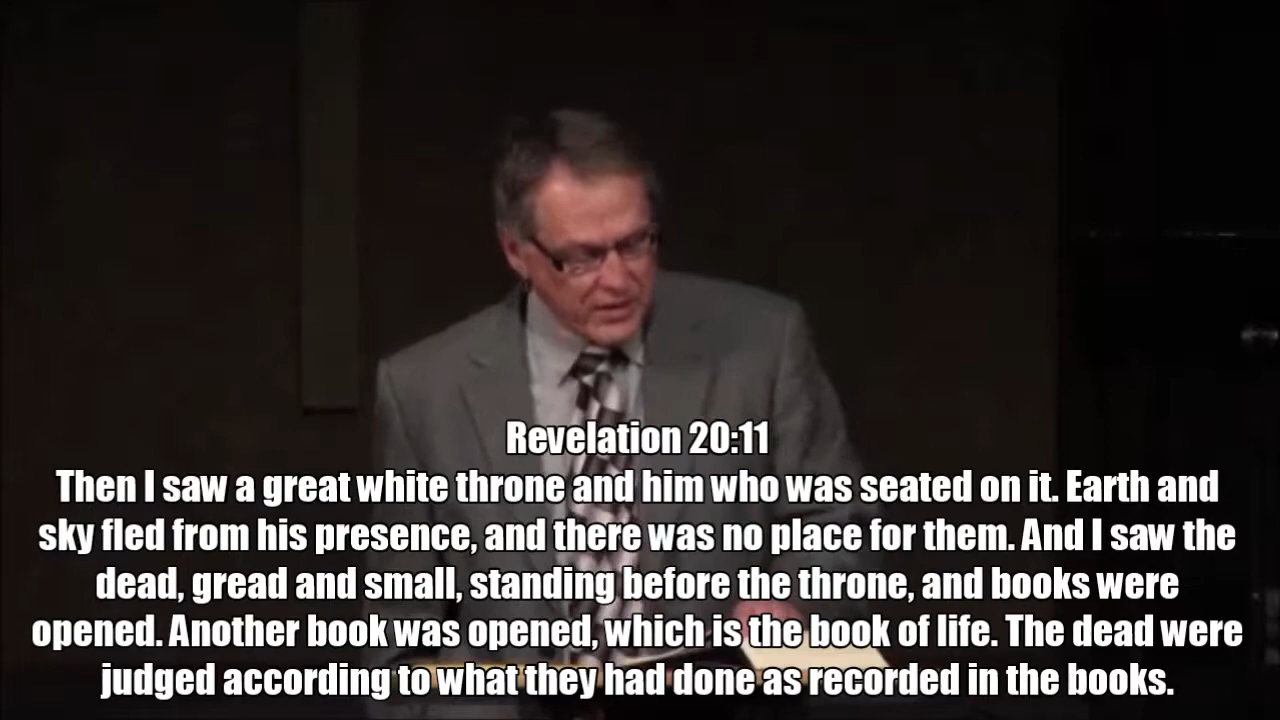 Revelation 20:11
Then I saw a great white throne and him who was seated on it. Earth and
sky fled from his presence, and there was no place for them. And I saw the
dead, gread and small, standing before the throne, and books were
opened. Another book was opened, which is the book of life. The dead were
judged according to what they had done as recorded in the books.